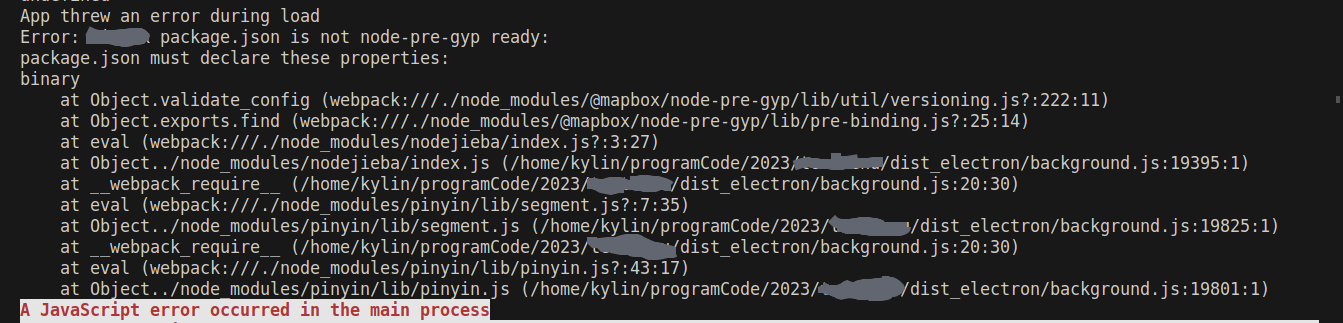 App threw an error during load
Error: package.json is not node-pre-gyp ready:
package.json must declare these properties:
binary
at Object.validate_config (webpack:///./node_modules/@mapbox/node-pre-gyp/lib/util/versioning.js?:222:11)
at Object.exports.find (webpack:///./node_modules/@mapbox/node-pre-gyp/lib/pre-binding.js?:25:14)
at eval (webpack:///./node_modules/nodejieba/index.js?:3:27)
at Object../node_modules/nodejieba/index.js (/home/kylin/programCode/2023/ /dist_electron/background.js:19395:1)
at __webpack_require__ (/home/kylin/programCode/2023/ /dist_electron/background.js:20:30)
at eval (webpack:///./node_modules/pinyin/lib/segment.js?:7:35)
at Object../node_modules/pinyin/lib/segment.js (/home/kylin/programCode/2023/ /dist_electron/background.js:19825:1)
at __webpack_require__ (/home/kylin/programCode/2023/ /dist_electron/background.js:20:30)
at eval (webpack:///./node_modules/pinyin/lib/pinyin.js?:43:17)
at Object../node_modules/pinyin/lib/pinyin.js (/home/kylin/programCode/2023/ /dist_electron/background.js:19801:1)
A JavaScript error occurred in the main process